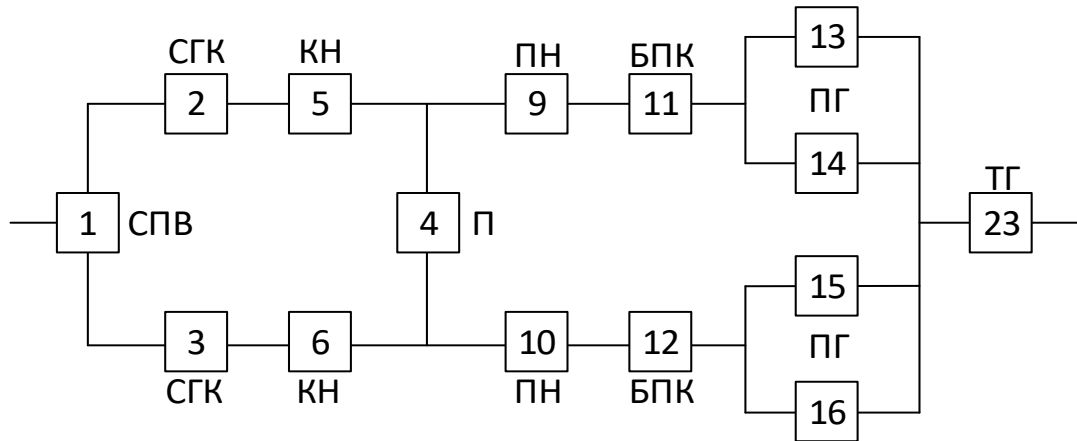 13
СГК КН ПН БПК
2 5 9 11 ПГ
14
ТГ
1 СПВ 4 П 23
15
3 6 10 12 ПГ
СГК КН ПН БПК
16